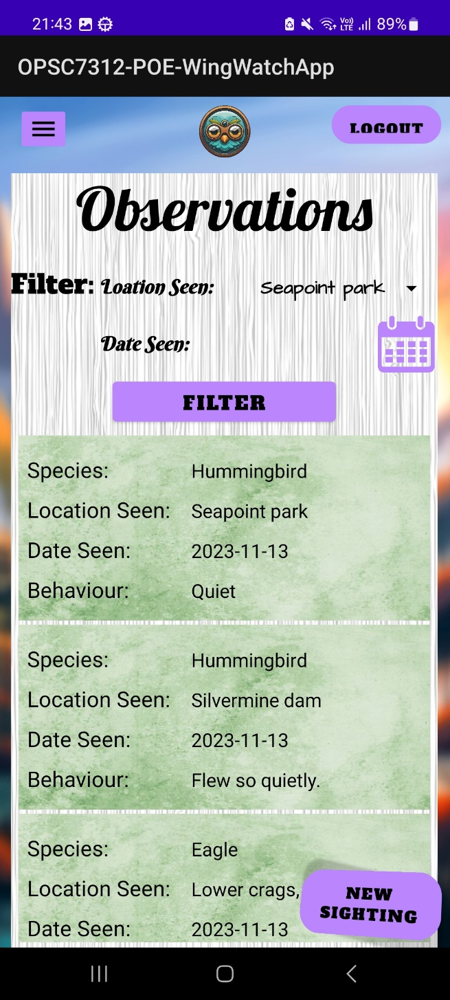 21:43 Vo)) LTE 89%
OPSC7312-POE-WingWatchApp
LOGOUT
Observations
Filter: Loation Seen: Seapoint park
Date Seen:
FILTER
Species: Hummingbird
Location Seen: Seapoint park
Date Seen: 2023-11-13
Behaviour: Quiet
Species: Hummingbird
Location Seen: Silvermine dam
Date Seen: 2023-11-13
Behaviour: Flew so quietly.
Species: Eagle
Location Seen: Lower crags,
Date Seen: 2023-11-13
NEW
SIGHTING